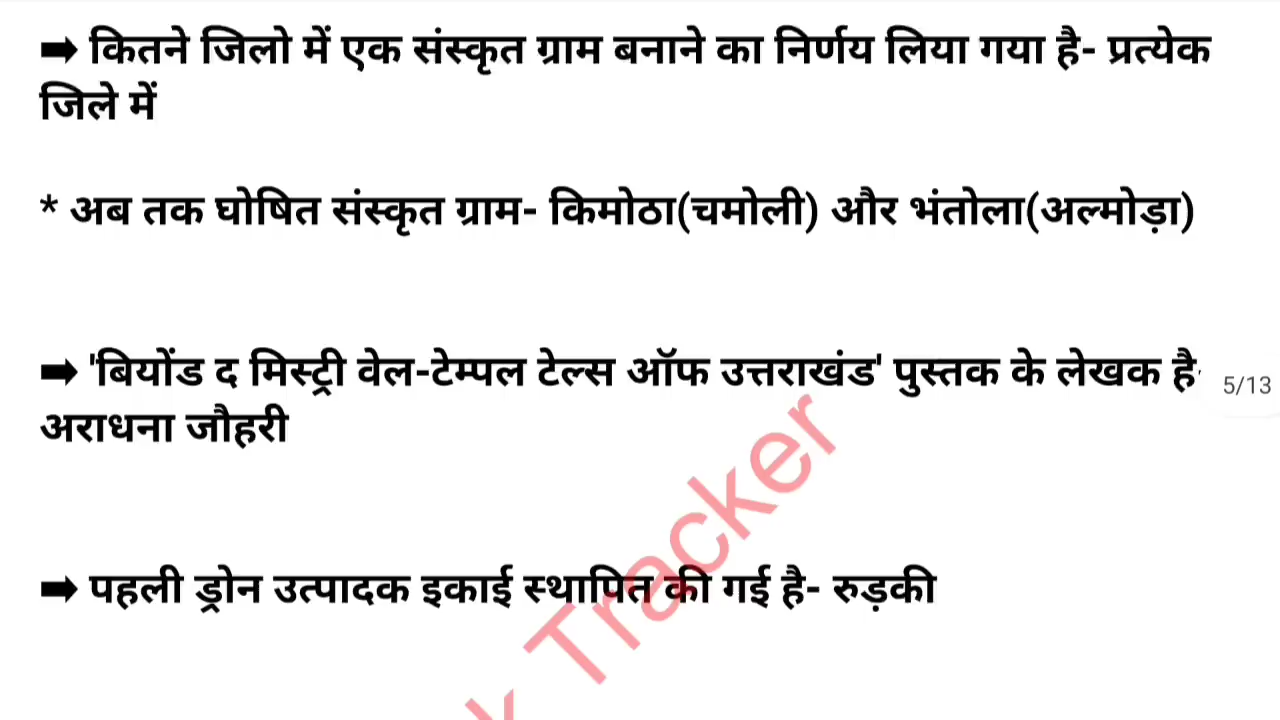 ➡ कितने जिलो में एक संस्कृत ग्राम बनाने का निर्णय लिया गया है- प्रत्येक
जिले में
* अब तक घोषित संस्कृत ग्राम- किमोठा(चमोली) और भंतोला(अल्मोड़ा)
➡ 'बियोंड द मिस्ट्री वेल-टेम्पल टेल्स ऑफ उत्तराखंड' पुस्तक के लेखक है-
5/13
अराधना जौहरी
➡ पहली ड्रोन उत्पादक इकाई स्थापित की गई है- रुड़की
k Tracker